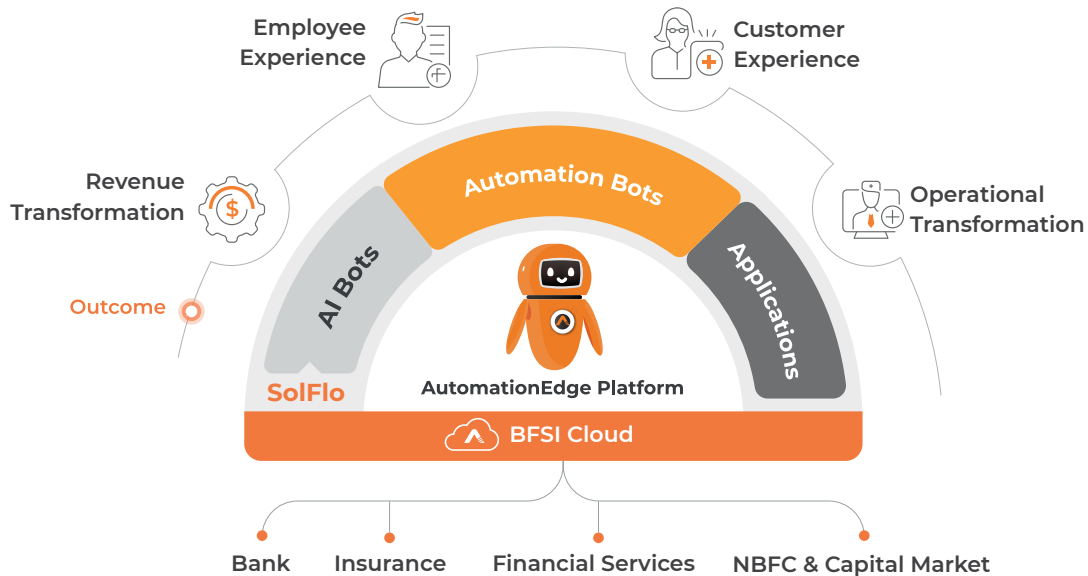 Employee
Experience
Customer
Experience
Revenue
Transformation
$
Operational
Transformation
Outcome
AI Bots
Automation Bots
Applications
SolFlo
AutomationEdge Platform
BFSI Cloud
Bank
Insurance
Financial Services
NBFC & Capital Market